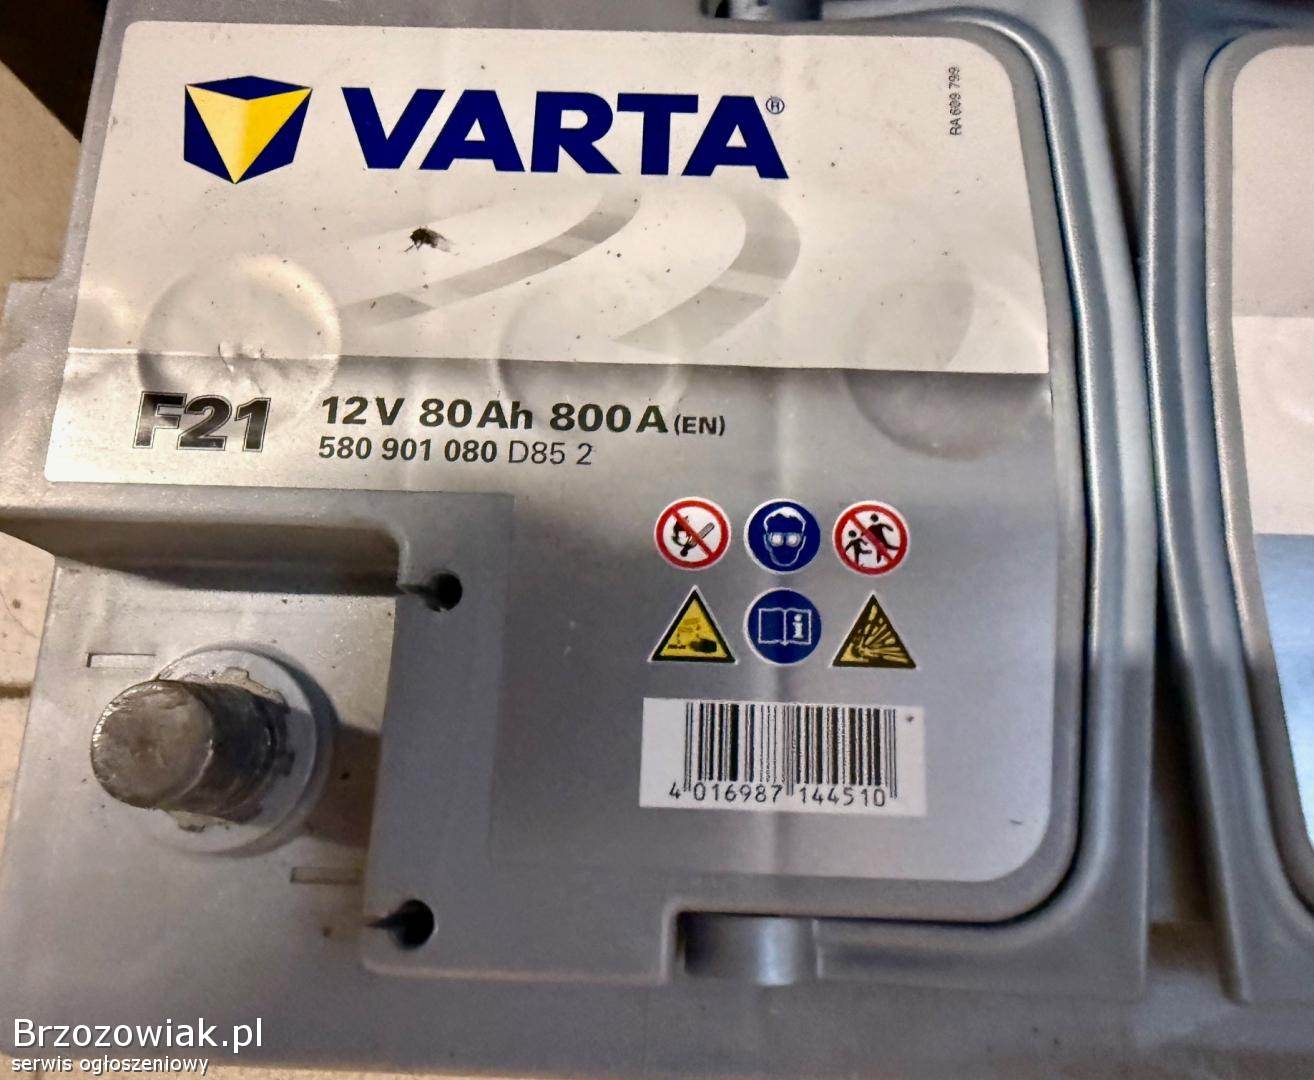 VARTA®
RA 609 799
F21 12V 80Ah 800A (EN)
580 901 080 D85 2
4 016987 144510
Brzozowiak.pl
serwis ogłoszeniowy